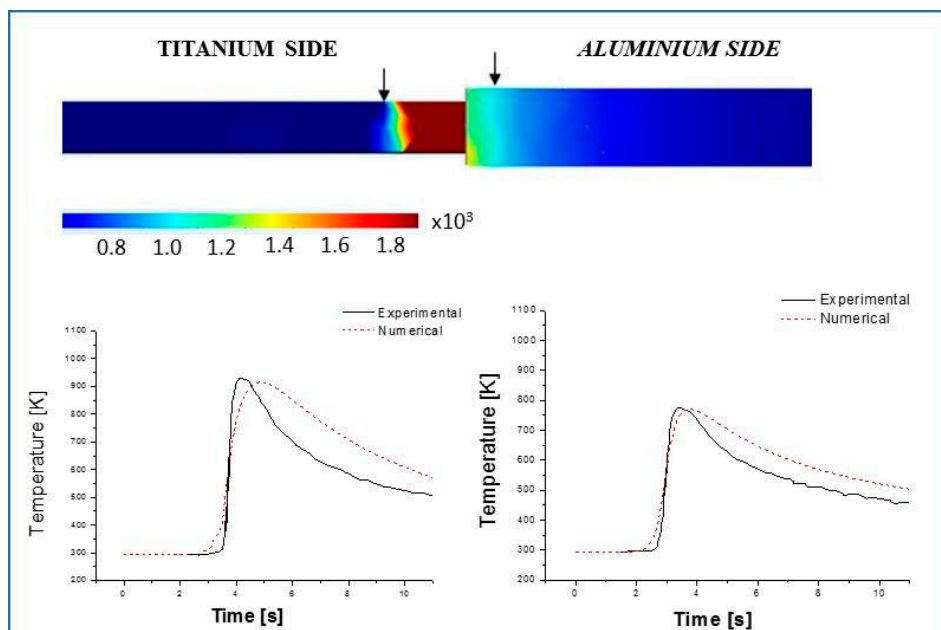 TITANIUM SIDE
ALUMINIUM SIDE
x10³
0.8 1.0 1.2 1.4 1.6 1.8
Experimental
Numerical
1100
1000
900
800
700
600
500
400
300
200
Temperature [K]
0 2 4 6 8 10
Time [s]
Experimental
Numerical
1100
1000
900
800
700
600
500
400
300
200
Temperature [K]
0 2 4 6 8 10
Time [s]